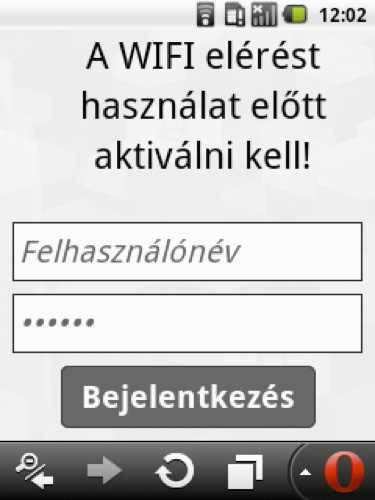 12:02
A WIFI elérést
használat előtt
aktiválni kell!
Felhasználónév
••••••
Bejelentkezés